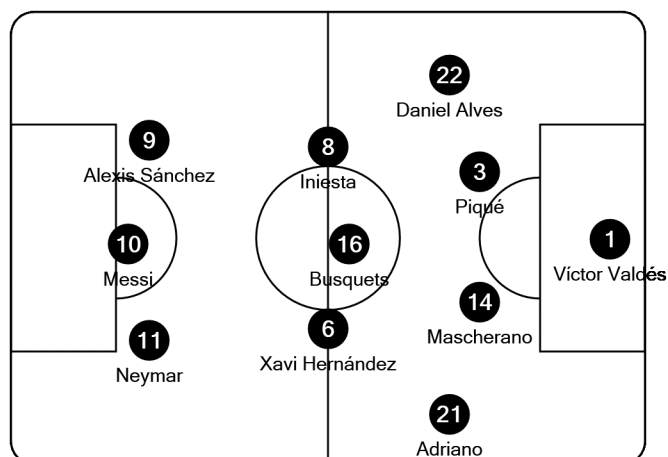 22
Daniel Alves
9
Alexis Sánchez
8
Iniesta
3
Piqué
10
Messi
16
Busquets
1
Víctor Valdés
14
Mascherano
11
Neymar
6
Xavi Hernández
21
Adriano